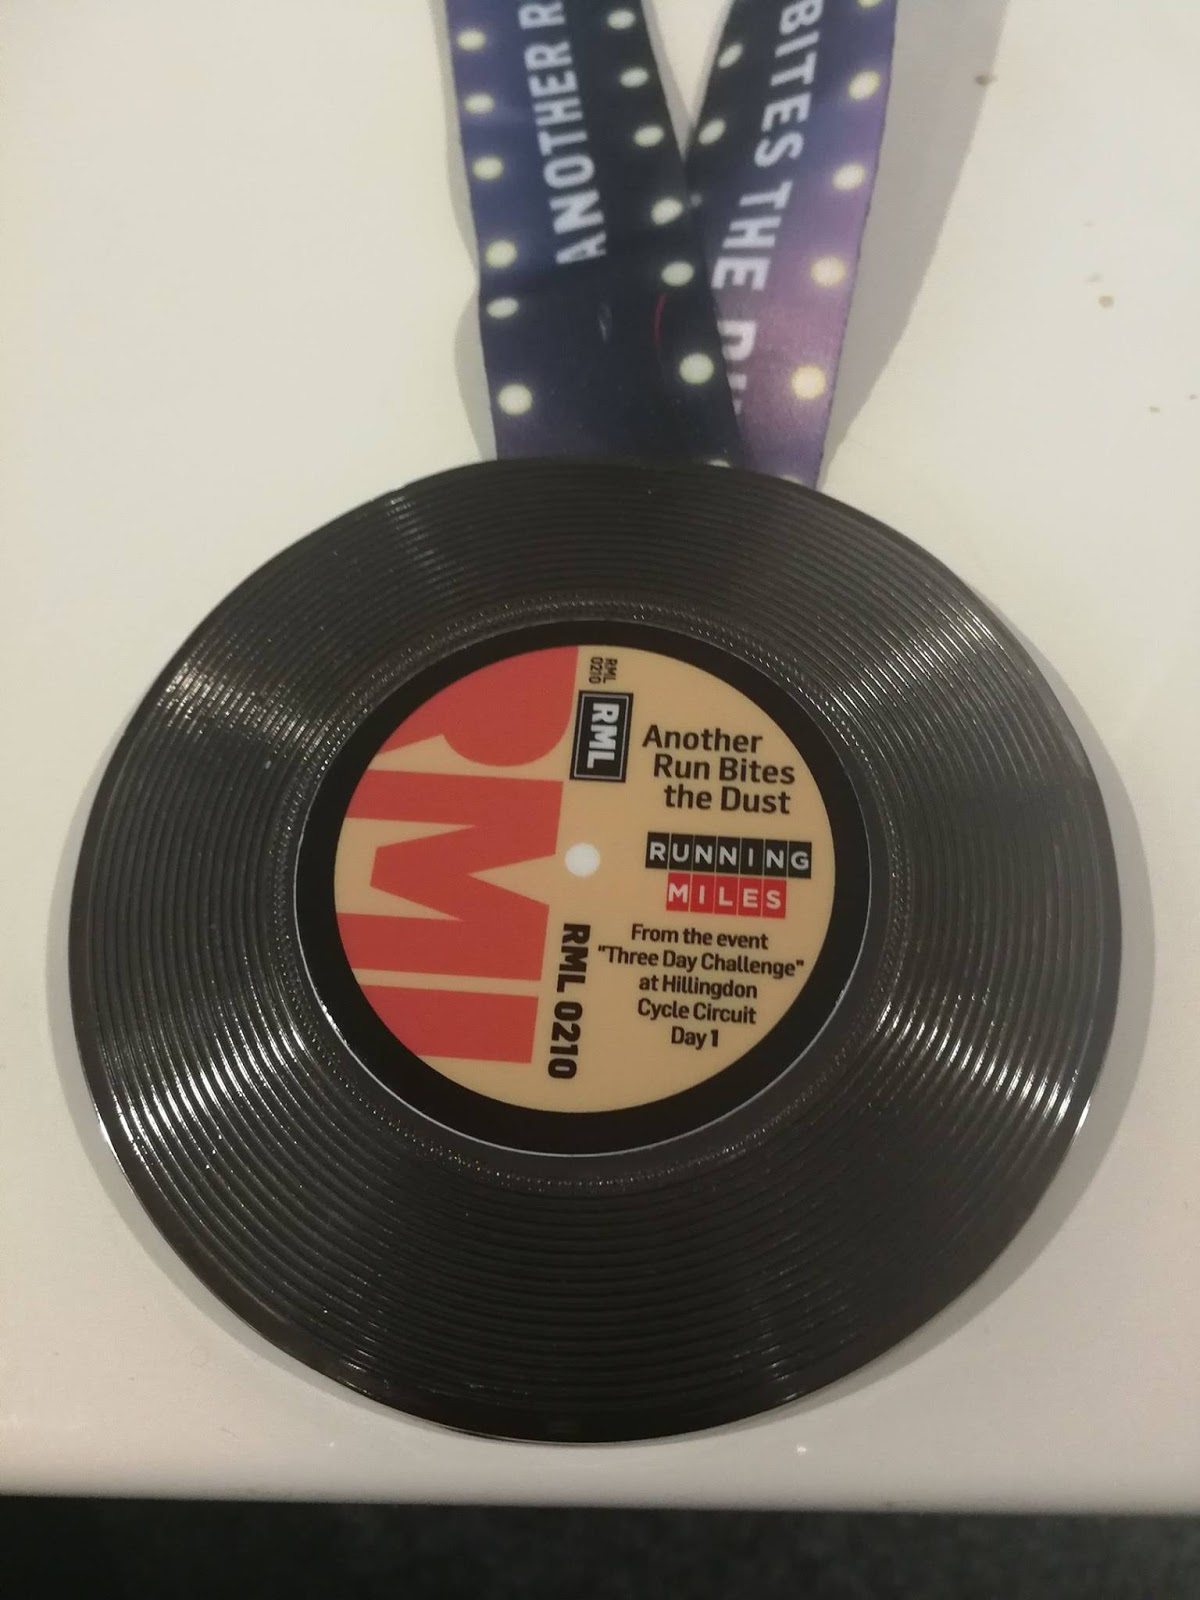 ANOTHER
BITES THE
RML
0210
RML
Another
Run Bites
the Dust
RUNNING
MILES
From the event
"Three Day Challenge"
at Hillingdon
Cycle Circuit
Day 1
RML 0210
RML